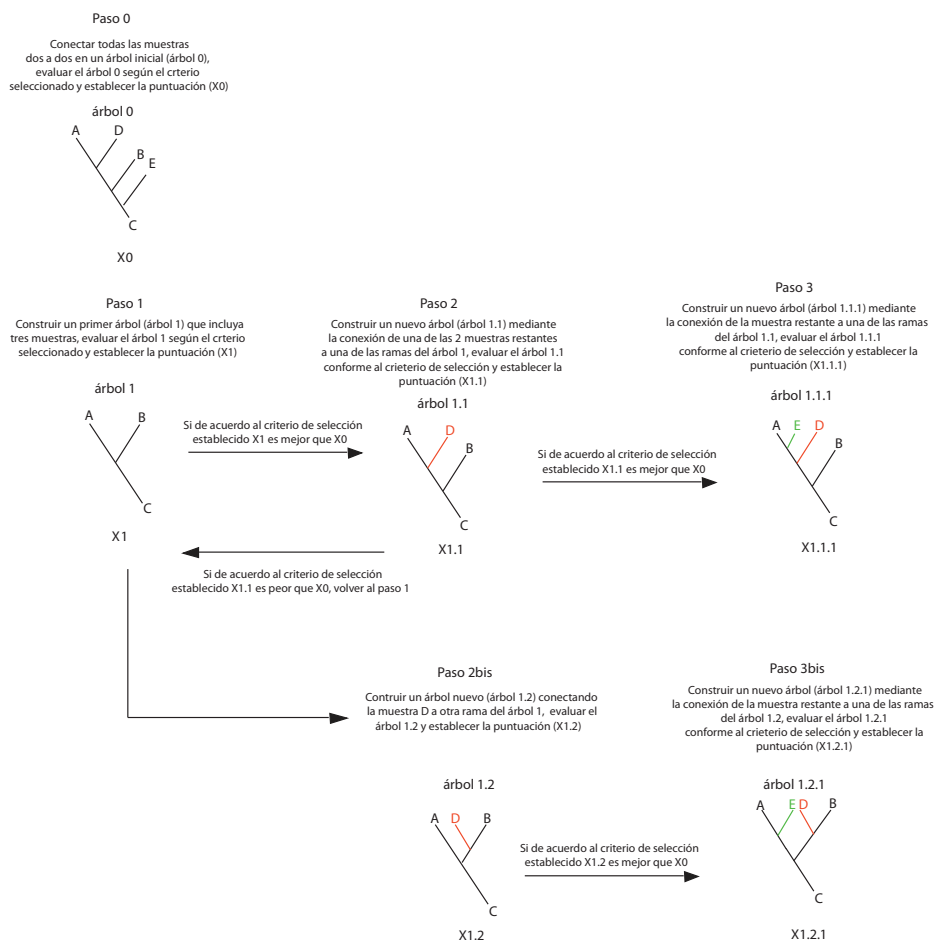 Paso 0
Conectar todas las muestras
dos a dos en un árbol inicial (árbol 0),
evaluar el árbol 0 según el crterio
seleccionado y establecer la puntuación (X0)
árbol 0
A D
B
E
C
X0
Paso 1
Construir un primer árbol (árbol 1) que incluya
tres muestras, evaluar el árbol 1 según el crterio
seleccionado y establecer la puntuación (X1)
árbol 1
A B
C
X1
Si de acuerdo al criterio de selección
establecido X1 es mejor que X0
Paso 2
Construir un nuevo árbol (árbol 1.1) mediante
la conexión de una de las 2 muestras restantes
a una de las ramas del árbol 1, evaluar el árbol 1.1
conforme al crieterio de selección y establecer la
puntuación (X1.1)
árbol 1.1
A D
B
C
X1.1
Si de acuerdo al criterio de selección
establecido X1.1 es mejor que X0
Paso 3
Construir un nuevo árbol (árbol 1.1.1) mediante
la conexión de la muestra restante a una de las ramas
del árbol 1.1, evaluar el árbol 1.1.1
conforme al crieterio de selección y establecer la
puntuación (X1.1.1)
árbol 1.1.1
A E D
B
C
X1.1.1
Si de acuerdo al criterio de selección
establecido X1.1 es peor que X0, volver al paso 1
Paso 2bis
Contruir un árbol nuevo (árbol 1.2) conectando
la muestra D a otra rama del árbol 1, evaluar el
árbol 1.2 y establecer la puntuación (X1.2)
árbol 1.2
A D B
C
X1.2
Si de acuerdo al criterio de selección
establecido X1.2 es mejor que X0
Paso 3bis
Construir un nuevo árbol (árbol 1.2.1) mediante
la conexión de la muestra restante a una de las ramas
del árbol 1.2, evaluar el árbol 1.2.1
conforme al crieterio de selección y establecer la
puntuación (X1.2.1)
árbol 1.2.1
A E D B
C
X1.2.1